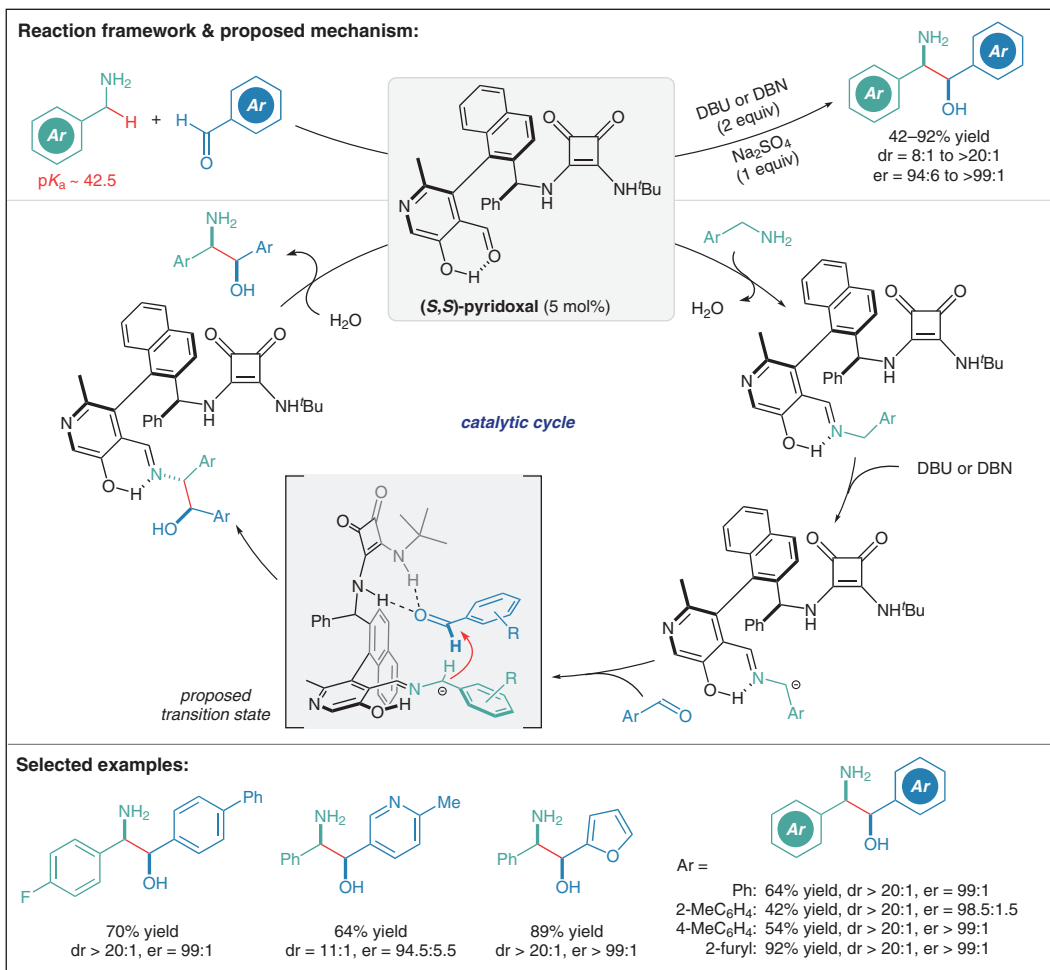 Reaction framework & proposed mechanism:
NH2
Ar
H
+
H
O
Ar
pKa ~ 42.5
N
H
O
O
Ph
N
H
O
O
NHtBu
(S,S)-pyridoxal (5 mol%)
DBU or DBN
(2 equiv)
Na2SO4
(1 equiv)
NH2
Ar
Ar
OH
42–92% yield
dr = 8:1 to >20:1
er = 94:6 to >99:1
NH2
Ar
Ar
OH
H2O
Ar
NH2
H2O
O
O
N
H
NHtBu
Ph
N
O
H
N
Ar
HO
Ar
catalytic cycle
O
O
N
H
NHtBu
Ph
N
O
H
N
Ar
DBU or DBN
O
O
N
H
NHtBu
Ph
N
O
H
N
⊖
Ar
Ar
O
proposed
transition state
O
O
N
H
N
H
Ph
O
H
R
H
N
⊖
R
N
O
H
Selected examples:
NH2
Ph
F
OH
70% yield
dr > 20:1, er = 99:1
NH2
N
Me
Ph
OH
64% yield
dr = 11:1, er = 94.5:5.5
NH2
Ph
O
OH
89% yield
dr > 20:1, er > 99:1
NH2
Ar
Ar
OH
Ar =
Ph: 64% yield, dr > 20:1, er = 99:1
2-MeC6H4: 42% yield, dr > 20:1, er = 98.5:1.5
4-MeC6H4: 54% yield, dr > 20:1, er > 99:1
2-furyl: 92% yield, dr > 20:1, er > 99:1